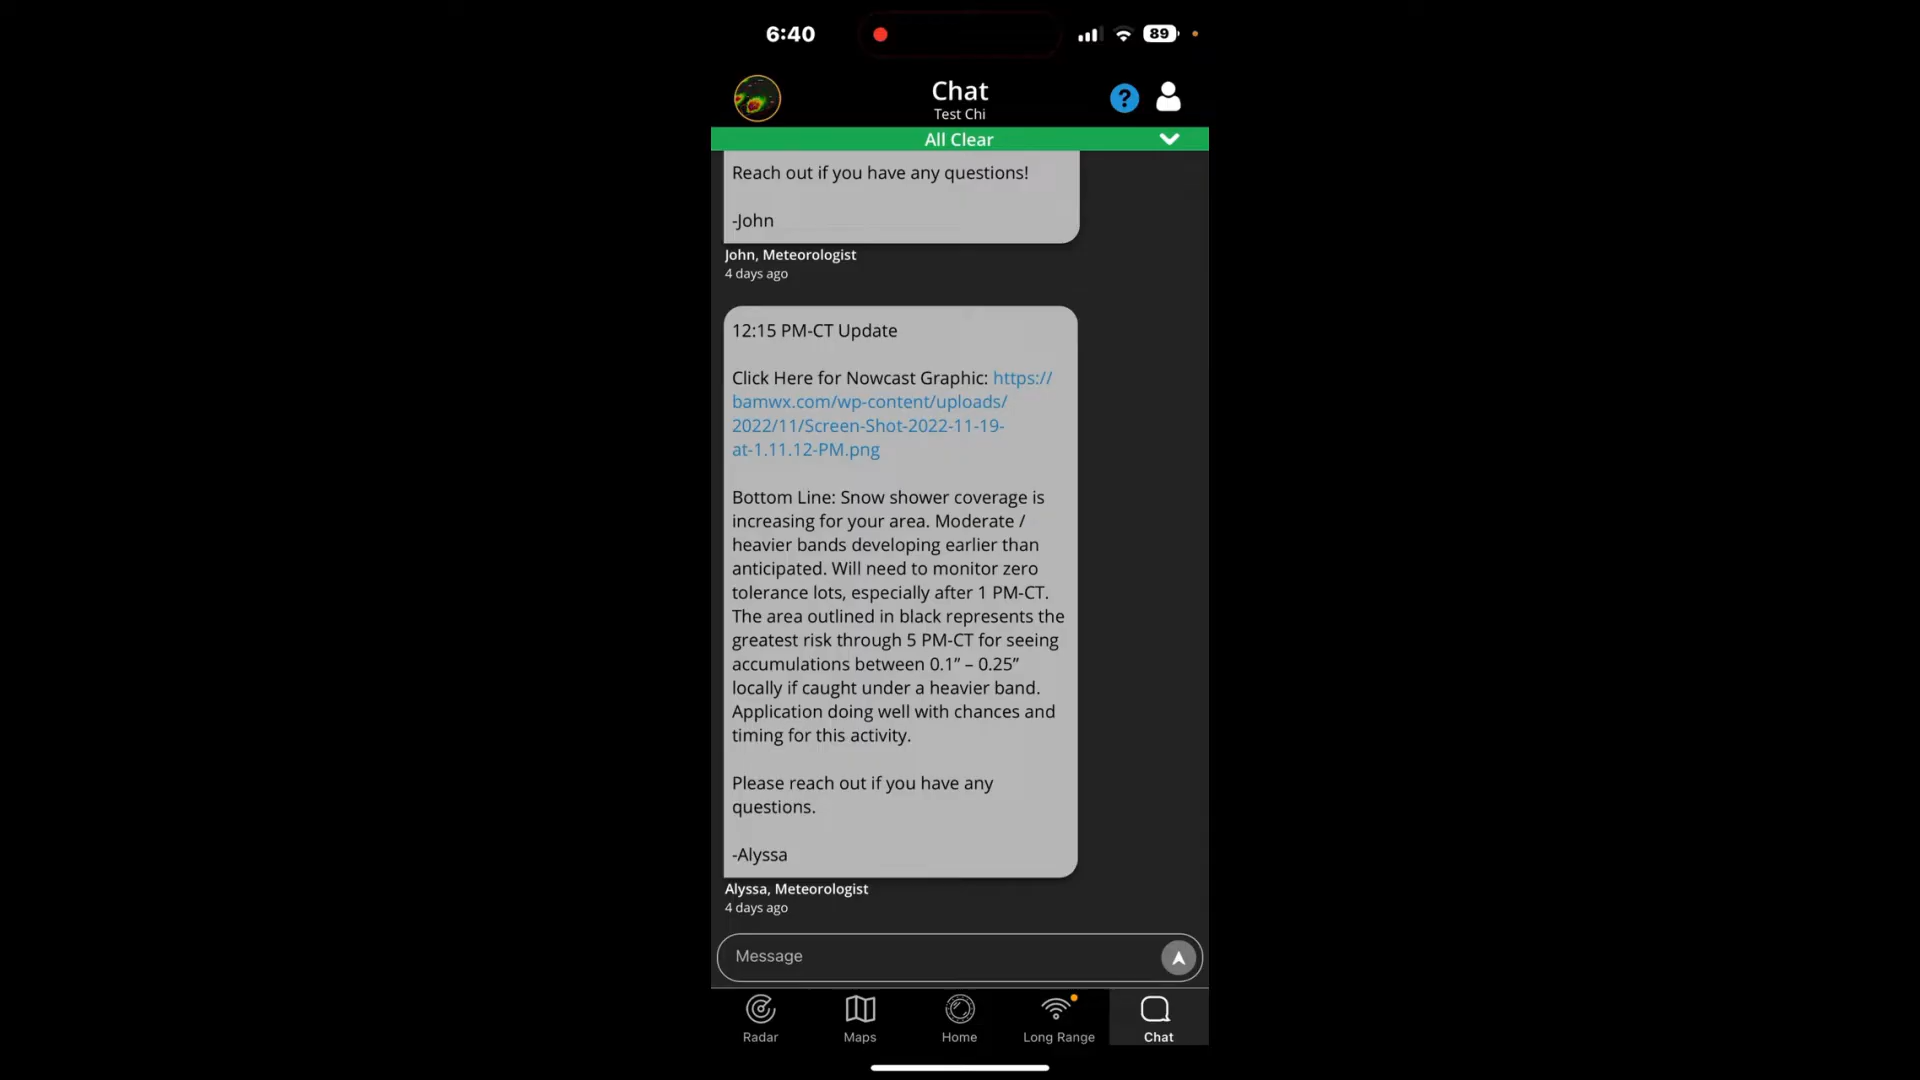 6:40
89
Chat
?
Test Chi
All Clear
Reach out if you have any questions!
-John
John, Meteorologist
4 days ago
12:15 PM-CT Update
Click Here for Nowcast Graphic: https://
bamwx.com/wp-content/uploads/
2022/11/Screen-Shot-2022-11-19-
at-1.11.12-PM.png
Bottom Line: Snow shower coverage is
increasing for your area. Moderate /
heavier bands developing earlier than
anticipated. Will need to monitor zero
tolerance lots, especially after 1 PM-CT.
The area outlined in black represents the
greatest risk through 5 PM-CT for seeing
accumulations between 0.1” – 0.25”
locally if caught under a heavier band.
Application doing well with chances and
timing for this activity.
Please reach out if you have any
questions.
-Alyssa
Alyssa, Meteorologist
4 days ago
Message
Radar
Maps
Home
Long Range
Chat